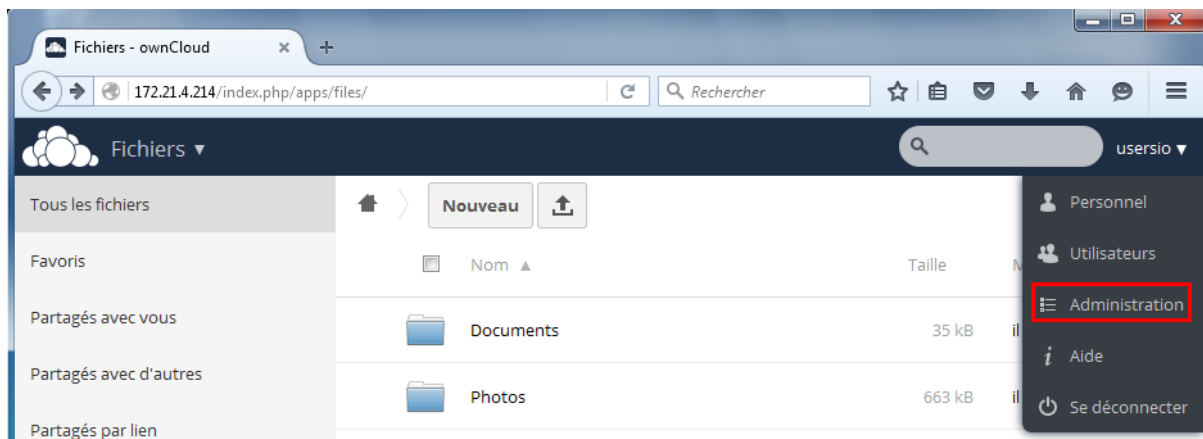 Fichiers - ownCloud
172.21.4.214/index.php/apps/files/
Rechercher
Fichiers ▾
usersio ▾
Tous les fichiers
Favoris
Partagés avec vous
Partagés avec d'autres
Partagés par lien
Nouveau
Nom ▲
Taille
Documents
35 kB
il
Photos
663 kB
il
Personnel
Utilisateurs
Administration
Aide
Se déconnecter